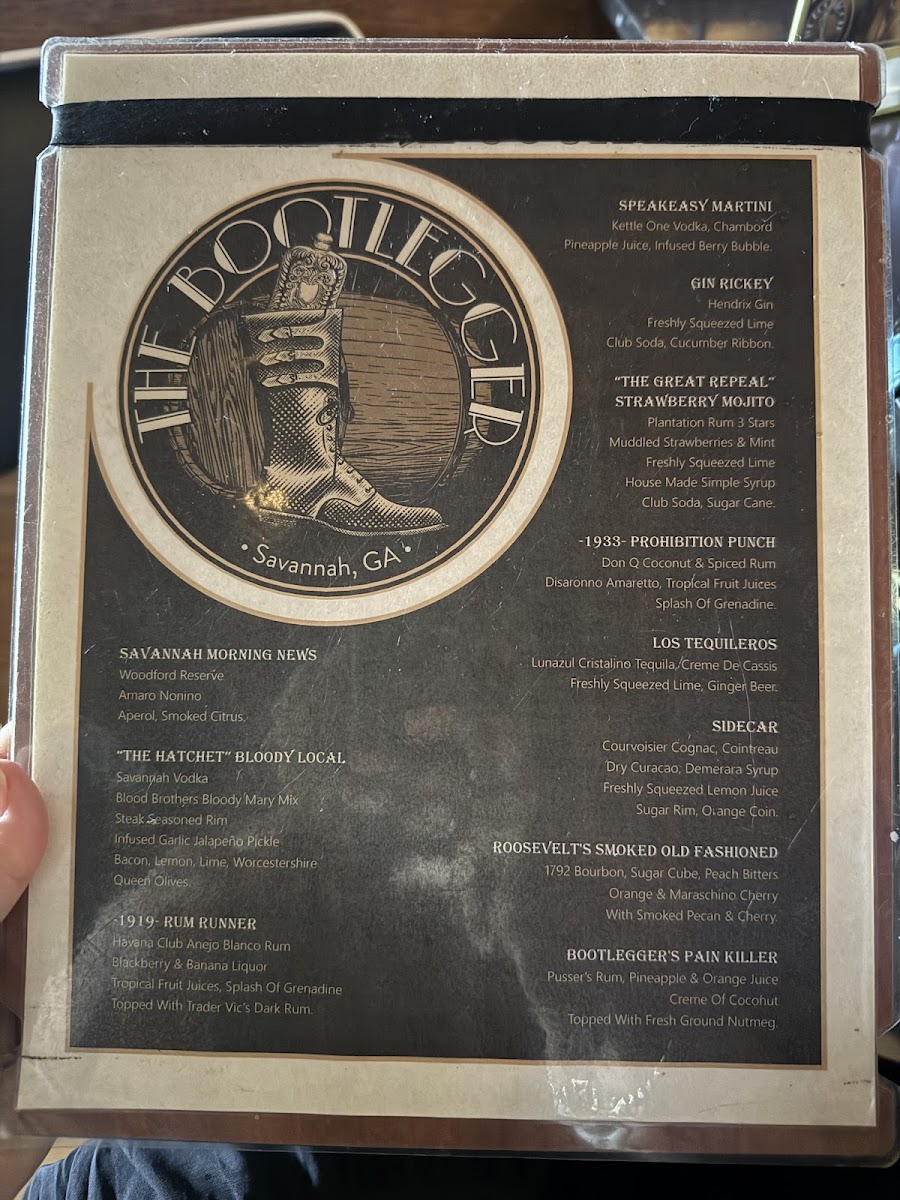 THE BOOTLEGGER
• Savannah, GA •
SAVANNAH MORNING NEWS
Woodford Reserve
Amaro Nonino
Aperol, Smoked Citrus.
"THE HATCHET" BLOODY LOCAL
Savannah Vodka
Blood Brothers Bloody Mary Mix
Steak Seasoned Rim
Infused Garlic Jalapeño Pickle
Bacon, Lemon, Lime, Worcestershire
Queen Olives.
-1919- RUM RUNNER
Havana Club Anejo Blanco Rum
Blackberry & Banana Liquor
Tropical Fruit Juices, Splash Of Grenadine
Topped With Trader Vic's Dark Rum.
SPEAKEASY MARTINI
Kettle One Vodka, Chambord
Pineapple Juice, Infused Berry Bubble.
GIN RICKEY
Hendrix Gin
Freshly Squeezed Lime
Club Soda, Cucumber Ribbon.
"THE GREAT REPEAL"
STRAWBERRY MOJITO
Plantation Rum 3 Stars
Muddled Strawberries & Mint
Freshly Squeezed Lime
House Made Simple Syrup
Club Soda, Sugar Cane.
-1933- PROHIBITION PUNCH
Don Q Coconut & Spiced Rum
Disaronno Amaretto, Tropical Fruit Juices
Splash Of Grenadine.
LOS TEQUILEROS
Lunazul Cristalino Tequila, Creme De Cassis
Freshly Squeezed Lime, Ginger Beer.
SIDECAR
Courvoisier Cognac, Cointreau
Dry Curacao, Demerara Syrup
Freshly Squeezed Lemon Juice
Sugar Rim, Orange Coin.
ROOSEVELT'S SMOKED OLD FASHIONED
1792 Bourbon, Sugar Cube, Peach Bitters
Orange & Maraschino Cherry
With Smoked Pecan & Cherry.
BOOTLEGGER'S PAIN KILLER
Pusser's Rum, Pineapple & Orange Juice
Creme Of Coconut
Topped With Fresh Ground Nutmeg.